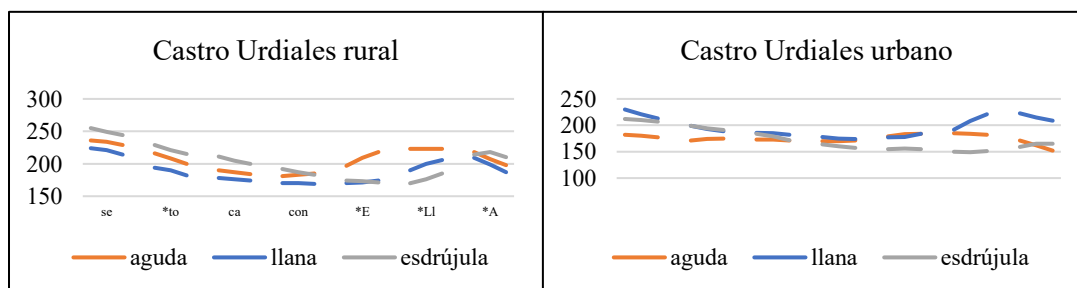 Castro Urdiales rural
300
250
200
150
se *to ca con *E *Ll *A
aguda llana esdrújula
Castro Urdiales urbano
250
200
150
100
aguda llana esdrújula